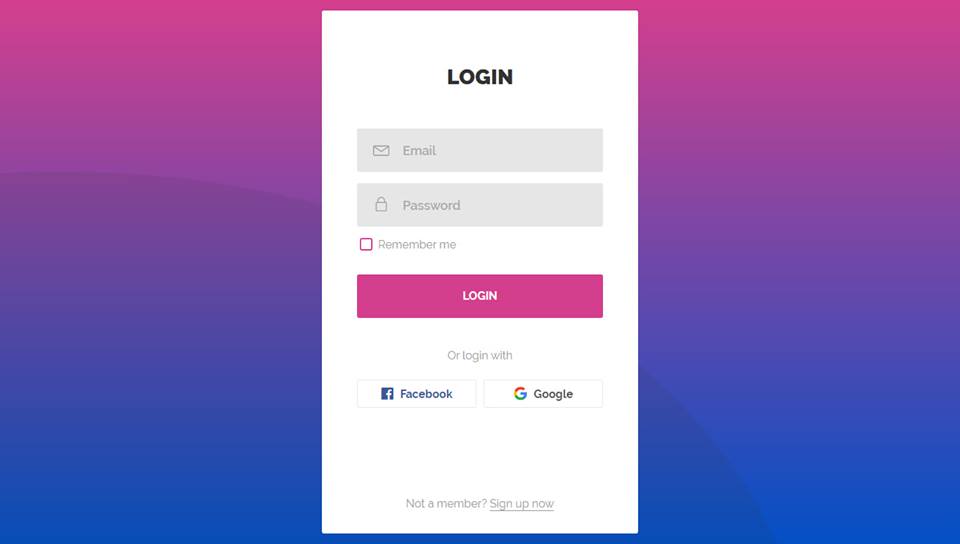 LOGIN
Email
Password
Remember me
LOGIN
Or login with
Facebook
Google
Not a member? Sign up now